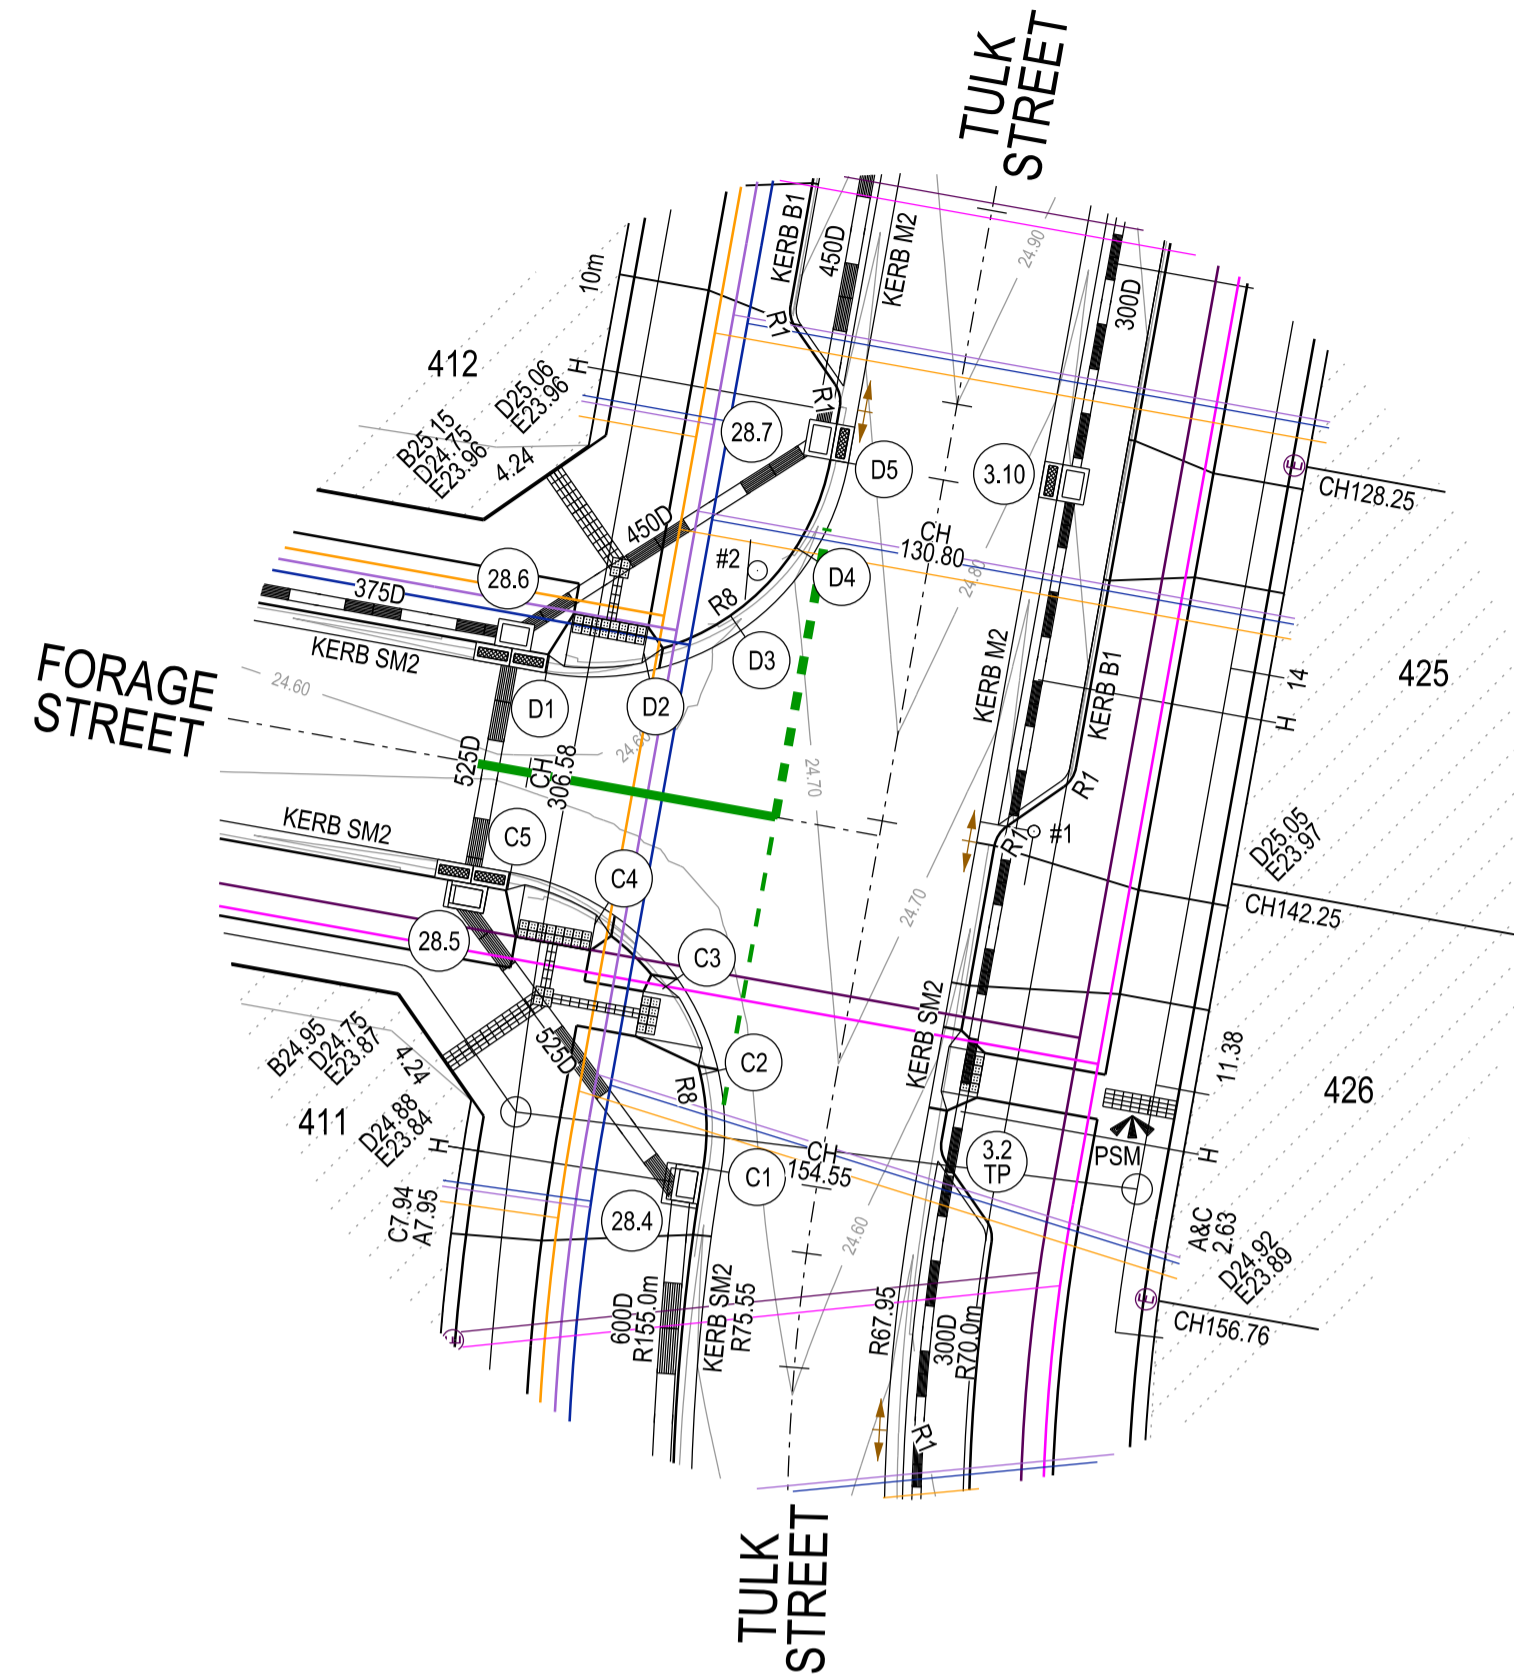 TULK
STREET
KERB B1
450D
KERB M2
24.90
10m
R1
300D
412
H
D25.06
E23.96
B25.15
D24.75
E23.96
4.24
R1
28.7
D5
3.10
E
CH128.25
450D
CH
130.80
#2
28.6
D4
24.80
375D
R8
KERB SM2
D3
KERB M2
KERB B1
14
425
FORAGE
STREET
24.60
D1
D2
H
24.60
525D
CH
306.58
24.70
R1
KERB SM2
C5
R1
#1
D25.05
E23.97
C4
24.70
CH142.25
28.5
C3
KERB SM2
B24.95
D24.75
E23.87
4.24
525D
C2
11.38
426
R8
411
D24.88
E23.84
H
CH
154.55
3.2
TP
PSM
H
C1
C7.94
A7.95
28.4
24.60
A&C
2.63
D24.92
E23.89
600D
R155.0m
KERB SM2
R75.55
R67.95
300D
R70.0m
E
CH156.76
E
R1
TULK
STREET